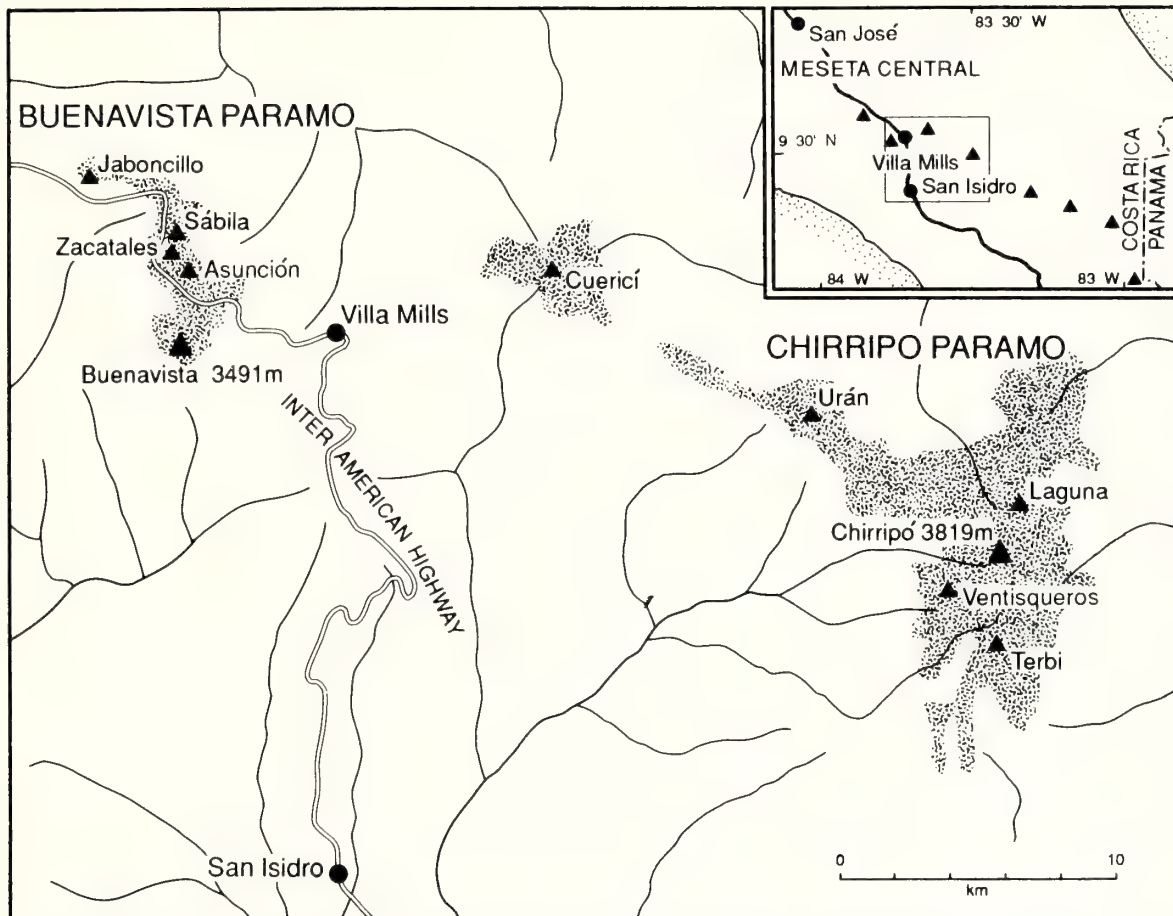 BUENAVISTA PARAMO
Jaboncillo
Sábila
Zacatales
Asunción
Buenavista 3491m
Villa Mills
INTER AMERICAN HIGHWAY
San Isidro
Cuericí
CHIRRIPO PARAMO
Urán
Laguna
Chirripó 3819m
Ventisqueros
Terbi
0 10
km
83 30' W
San José
MESETA CENTRAL
9 30' N
Villa Mills
San Isidro
COSTA RICA
PANAMA
84 W
83 W